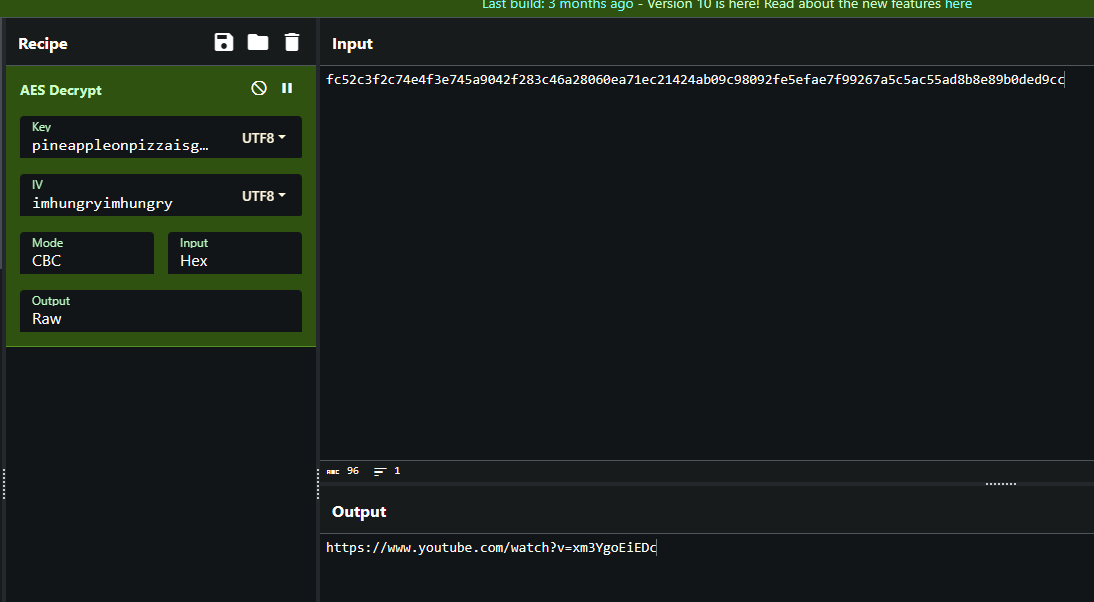 Last build: 3 months ago - Version 10 is here! Read about the new features here
Recipe
AES Decrypt
Key
pineappleonpizzaisg…
UTF8
IV
imhungryimhungry
UTF8
Mode
CBC
Input
Hex
Output
Raw
Input
fc52c3f2c74e4f3e745a9042f283c46a28060ea71ec21424ab09c98092fe5efae7f99267a5c5ac55ad8b8e89b0ded9cc
ABC 96
1
Output
https://www.youtube.com/watch?v=xm3YgoEiEDc